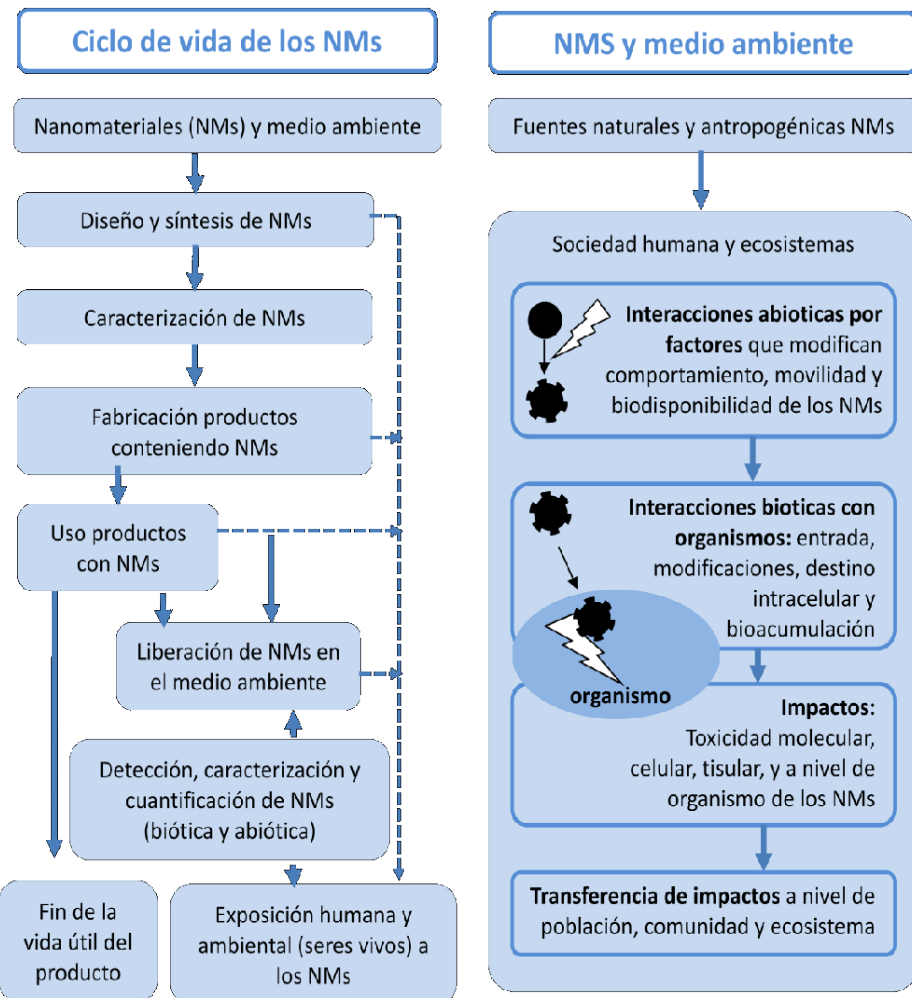 Ciclo de vida de los NMs
Nanomateriales (NMs) y medio ambiente
Diseño y síntesis de NMs
Caracterización de NMs
Fabricación productos
conteniendo NMs
Uso productos
con NMs
Liberación de NMs en
el medio ambiente
Detección, caracterización y
cuantificación de NMs
(biótica y abiótica)
Fin de la
vida útil del
producto
Exposición humana y
ambiental (seres vivos) a
los NMs
NMS y medio ambiente
Fuentes naturales y antropogénicas NMs
Sociedad humana y ecosistemas
Interacciones abioticas por
factores que modifican
comportamiento, movilidad y
biodisponibilidad de los NMs
Interacciones bioticas con
organismos: entrada,
modificaciones, destino
intracelular y
bioacumulación
organismo
Impactos:
Toxicidad molecular,
celular, tisular, y a nivel de
organismo de los NMs
Transferencia de impactos a nivel de
población, comunidad y ecosistema